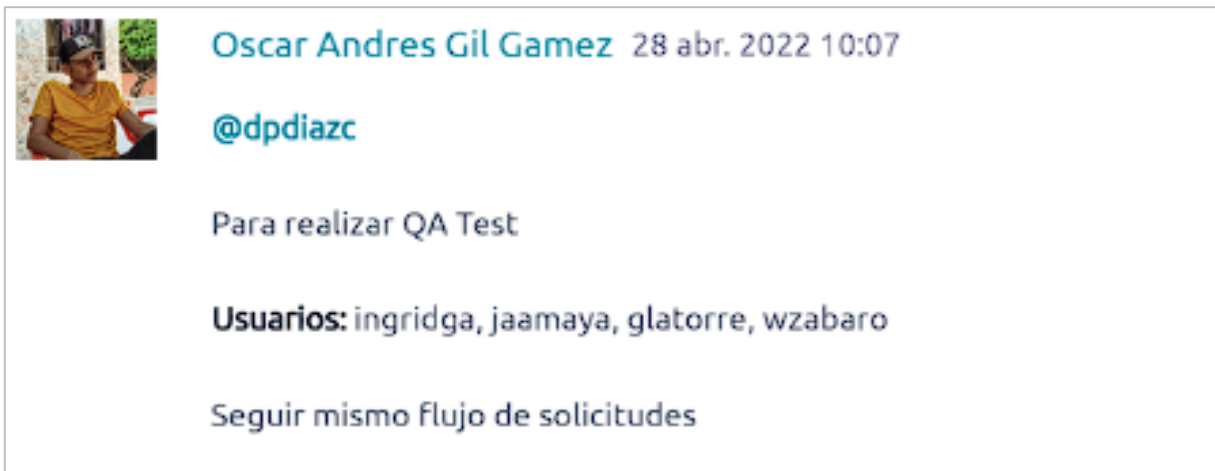 Oscar Andres Gil Gamez 28 abr. 2022 10:07
@dpdiazc
Para realizar QA Test
Usuarios: ingridga, jaamaya, glatorre, wzabaro
Seguir mismo flujo de solicitudes